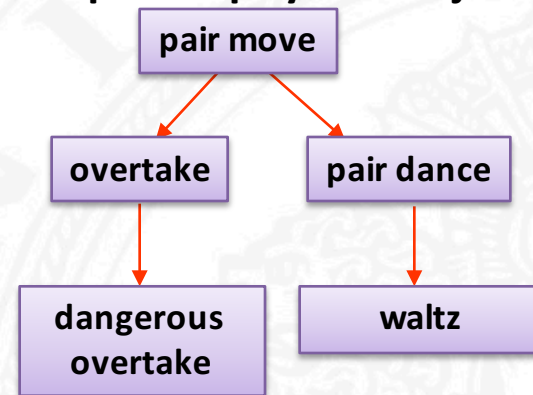 pair move
overtake
pair dance
dangerous
overtake
waltz